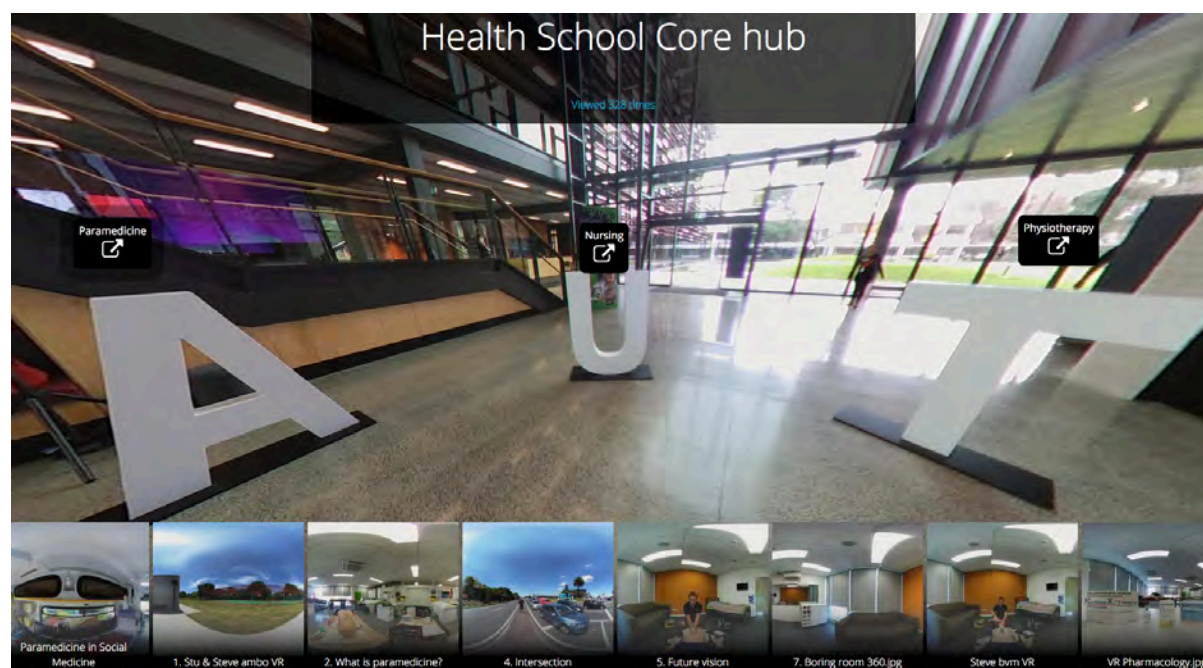 Health School Core hub
Viewed 328 times
Paramedicine
Nursing
Physiotherapy
A U T
Paramedicine in Social
Medicine
1. Stu & Steve ambo VR
2. What is paramedicine?
4. Intersection
5. Future vision
7. Boring room 360.jpg
Steve bvm VR
VR Pharmacology